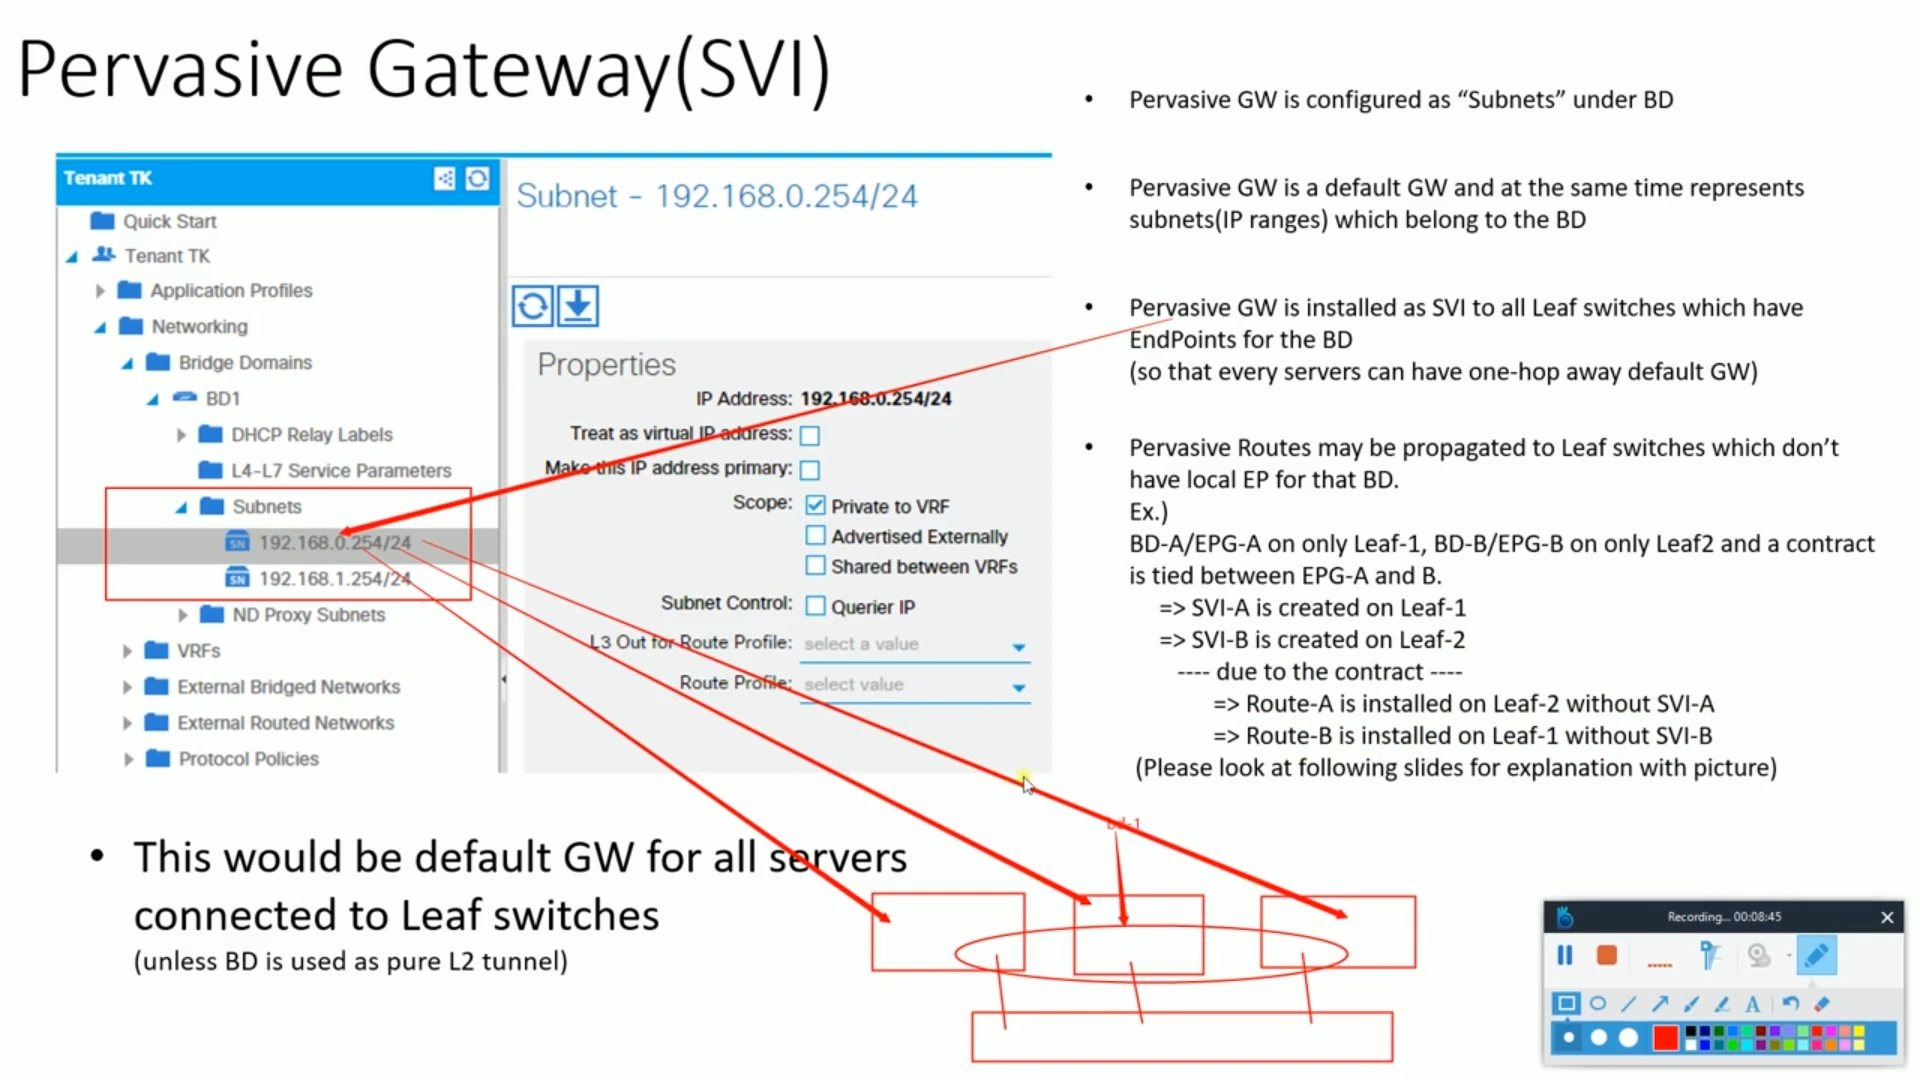 Pervasive Gateway(SVI)
Tenant TK
Quick Start
Tenant TK
Application Profiles
Networking
Bridge Domains
BD1
DHCP Relay Labels
L4-L7 Service Parameters
Subnets
SN 192.168.0.254/24
SN 192.168.1.254/24
ND Proxy Subnets
VRFs
External Bridged Networks
External Routed Networks
Protocol Policies
Subnet - 192.168.0.254/24
Properties
IP Address: 192.168.0.254/24
Treat as virtual IP address:
Make this IP address primary:
Scope: Private to VRF
Advertised Externally
Shared between VRFs
Subnet Control: Querier IP
L3 Out for Route Profile: select a value
Route Profile: select value
• Pervasive GW is configured as “Subnets” under BD
• Pervasive GW is a default GW and at the same time represents
subnets(IP ranges) which belong to the BD
• Pervasive GW is installed as SVI to all Leaf switches which have
EndPoints for the BD
(so that every servers can have one-hop away default GW)
• Pervasive Routes may be propagated to Leaf switches which don’t
have local EP for that BD.
Ex.)
BD-A/EPG-A on only Leaf-1, BD-B/EPG-B on only Leaf2 and a contract
is tied between EPG-A and B.
=> SVI-A is created on Leaf-1
=> SVI-B is created on Leaf-2
---- due to the contract ----
=> Route-A is installed on Leaf-2 without SVI-A
=> Route-B is installed on Leaf-1 without SVI-B
(Please look at following slides for explanation with picture)
• This would be default GW for all servers
connected to Leaf switches
(unless BD is used as pure L2 tunnel)
bd-1
Recording... 00:08:45
A